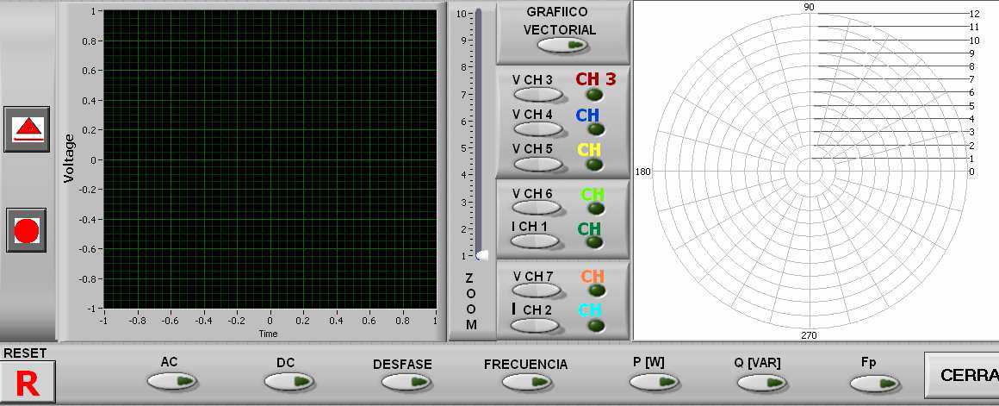 1
0.8
0.6
0.4
0.2
0
-0.2
-0.4
-0.6
-0.8
-1
Voltage
-1 -0.8 -0.6 -0.4 -0.2 0 0.2 0.4 0.6 0.8 1
Time
10
9
8
7
6
5
4
3
2
1
Z
O
O
M
GRAFIICO
VECTORIAL
V CH 3 CH 3
V CH 4 CH
V CH 5 CH
V CH 6 CH
I CH 1 CH
V CH 7 CH
I CH 2 CH
90
12
11
10
9
8
7
6
5
4
3
2
1
180 0
270
RESET
R
AC DC DESFASE FRECUENCIA P [W] Q [VAR] Fp
CERRA